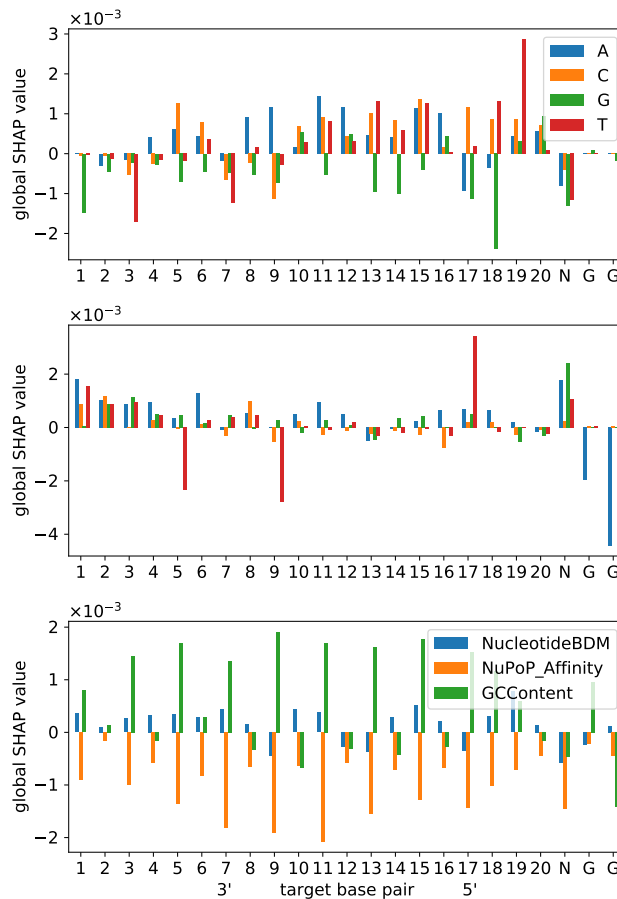 ×10⁻³
3
2
1
0
−1
−2
global SHAP value
A
C
G
T
1 2 3 4 5 6 7 8 9 10 11 12 13 14 15 16 17 18 19 20 N G G
×10⁻³
2
0
−2
−4
global SHAP value
1 2 3 4 5 6 7 8 9 10 11 12 13 14 15 16 17 18 19 20 N G G
×10⁻³
2
1
0
−1
−2
global SHAP value
NucleotideBDM
NuPoP_Affinity
GCContent
1 2 3 4 5 6 7 8 9 10 11 12 13 14 15 16 17 18 19 20 N G G
3' target base pair 5'